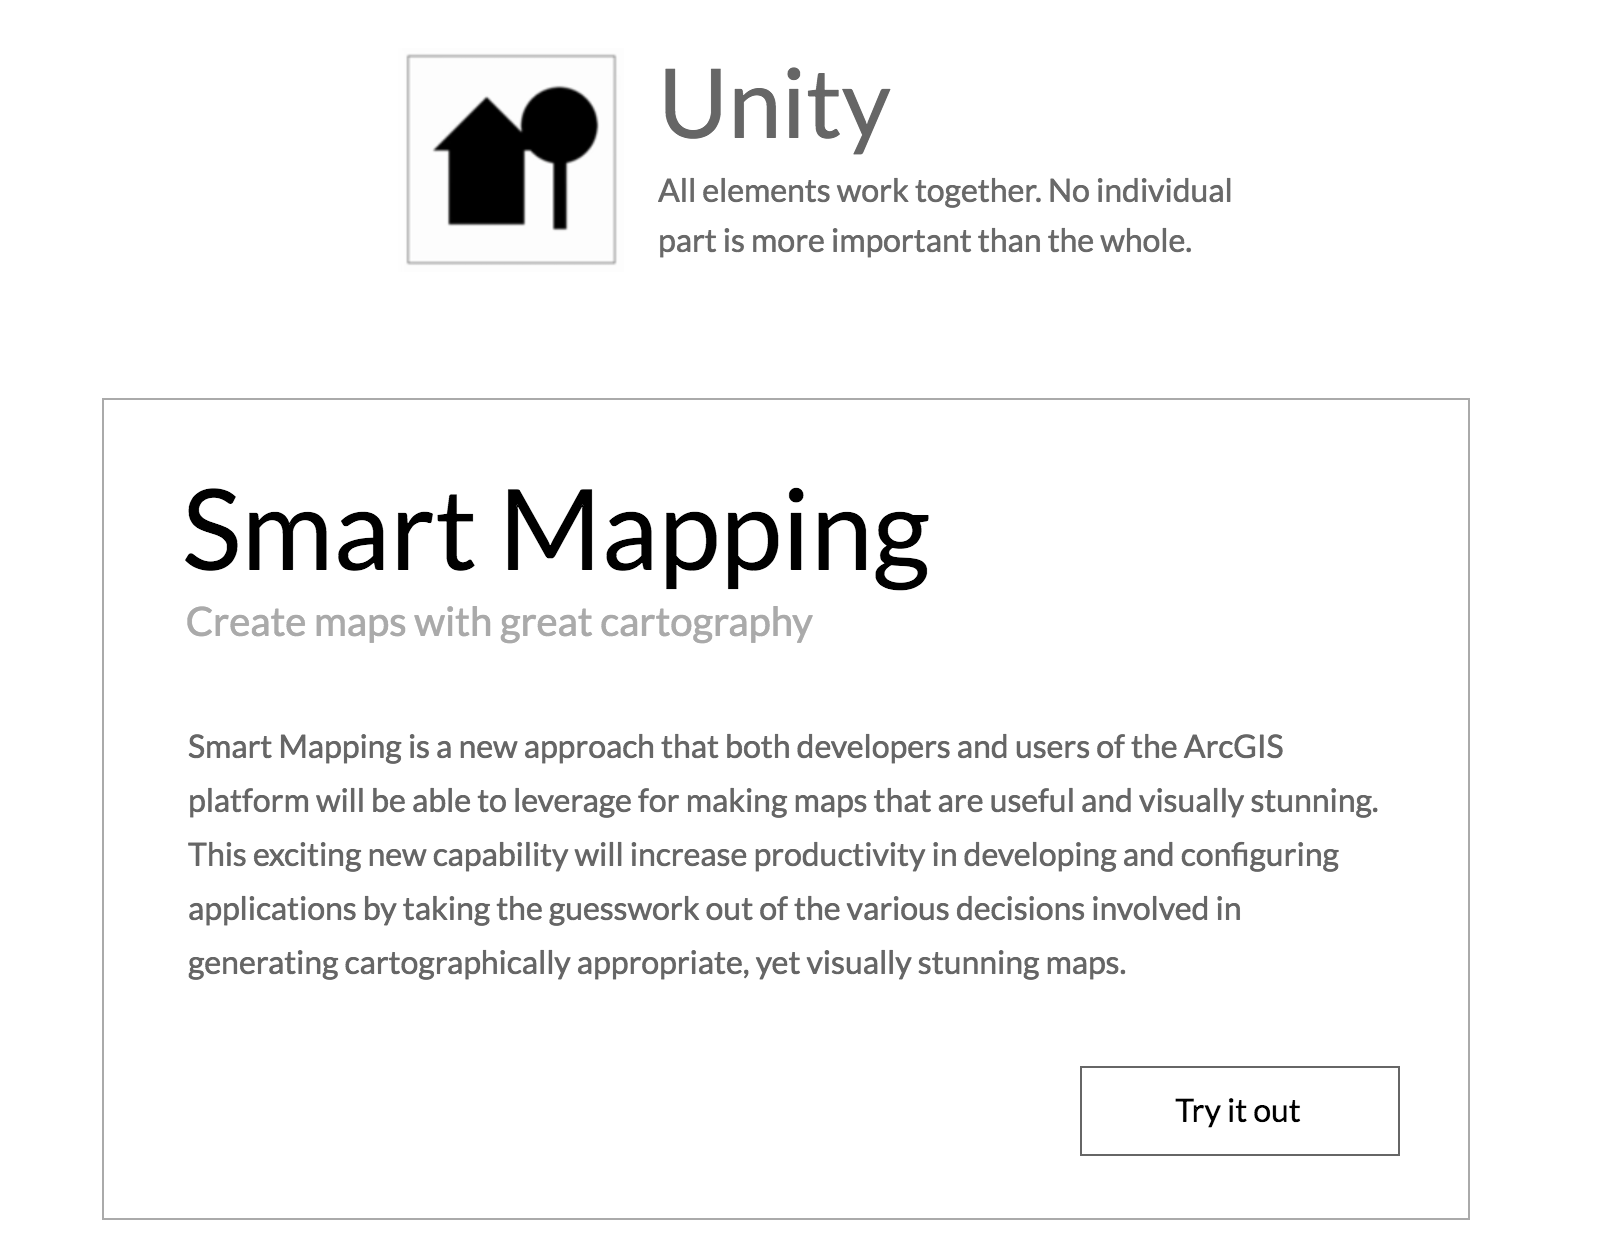 Unity
All elements work together. No individual
part is more important than the whole.
Smart Mapping
Create maps with great cartography
Smart Mapping is a new approach that both developers and users of the ArcGIS
platform will be able to leverage for making maps that are useful and visually stunning.
This exciting new capability will increase productivity in developing and configuring
applications by taking the guesswork out of the various decisions involved in
generating cartographically appropriate, yet visually stunning maps.
Try it out